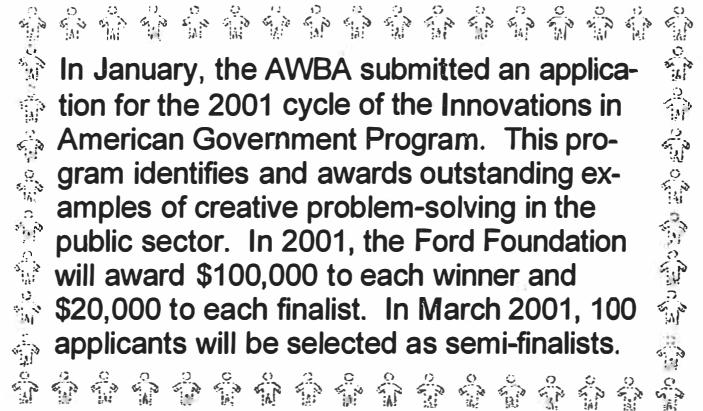 In January, the AWBA submitted an applica-
tion for the 2001 cycle of the Innovations in
American Government Program.  This pro-
gram identifies and awards outstanding ex-
amples of creative problem-solving in the
public sector.  In 2001, the Ford Foundation
will award $100,000 to each winner and
$20,000 to each finalist.  In March 2001, 100
applicants will be selected as semi-finalists.